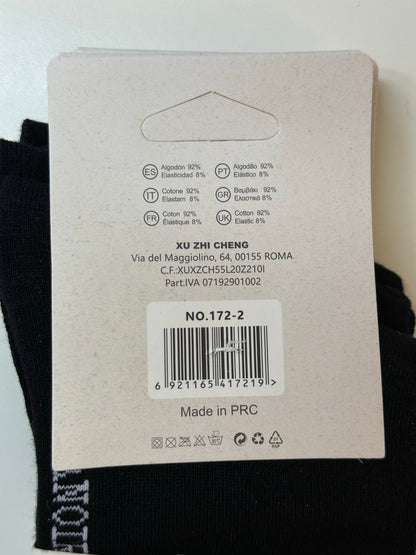 ES Algodón 92%
Elasticidad 8%
PT Algodão 92%
Elástico 8%
IT Cotone 92%
Elastam 8%
GR Βαμβάκι 92%
Ελαστικά 8%
FR Coton 92%
Élastique 8%
UK Cotton 92%
Elastic 8%
XU ZHI CHENG
Via del Maggiolino, 64, 00155 ROMA
C.F:XUXZCH55L20Z210I
Part.IVA 07192901002
NO.172-2
6 921165 417219 >
Made in PRC
PAP